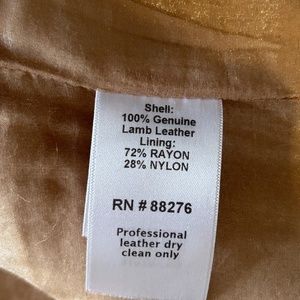 Shell:
100% Genuine
Lamb Leather
Lining:
72% RAYON
28% NYLON
RN # 88276
Professional
leather dry
clean only